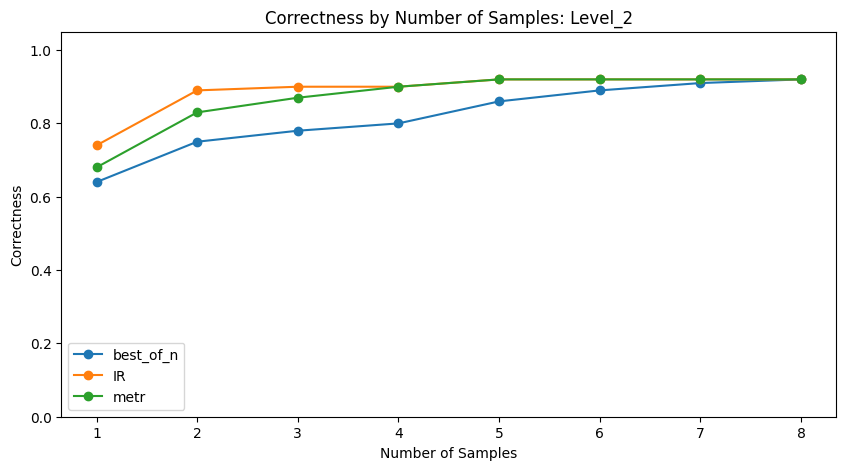 Correctness by Number of Samples: Level_2
Correctness
1.0
0.8
0.6
0.4
0.2
0.0
best_of_n
IR
metr
1 2 3 4 5 6 7 8
Number of Samples